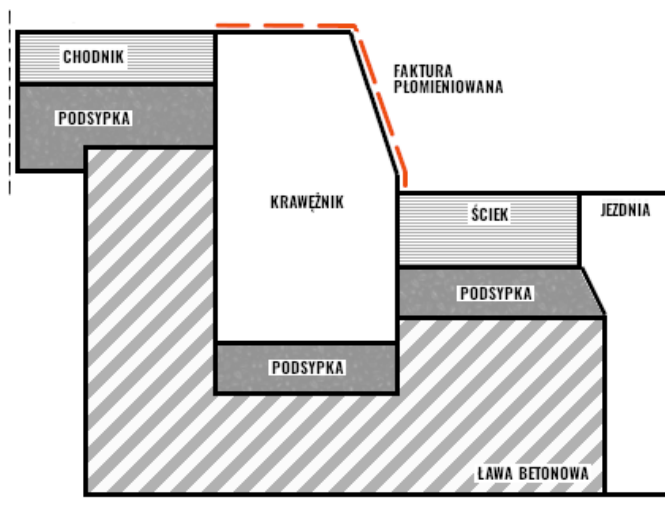 CHODNIK
FAKTURA
PŁOMIENIOWANA
PODSYPKA
KRAWĘŻNIK
ŚCIEK
JEZDNIA
PODSYPKA
PODSYPKA
ŁAWA BETONOWA